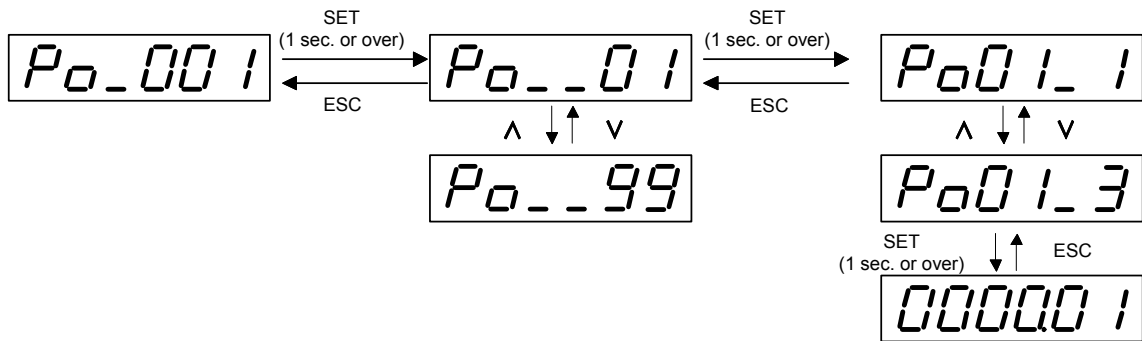 SET
(1 sec. or over)
SET
(1 sec. or over)
Po_001
Po__01
Po01_1
ESC
ESC
∧
∨
∧
∨
Po__99
Po01_3
SET
(1 sec. or over)
ESC
0000.01